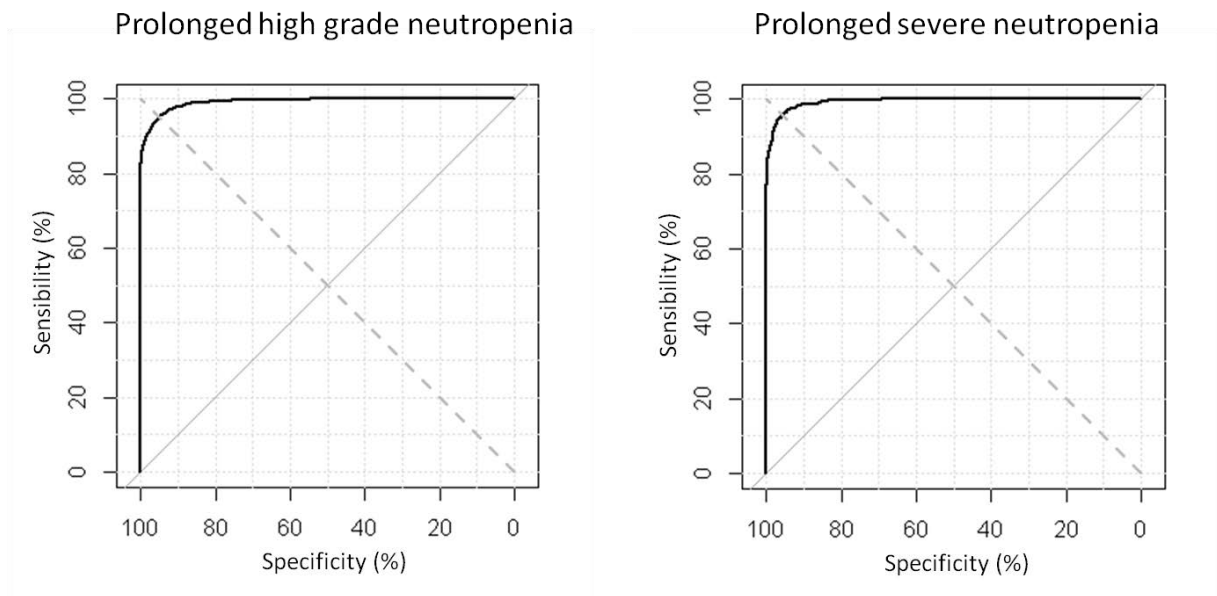 Prolonged high grade neutropenia
Sensibility (%)
100
80
60
40
20
0
100 80 60 40 20 0
Specificity (%)
Prolonged severe neutropenia
Sensibility (%)
100
80
60
40
20
0
100 80 60 40 20 0
Specificity (%)